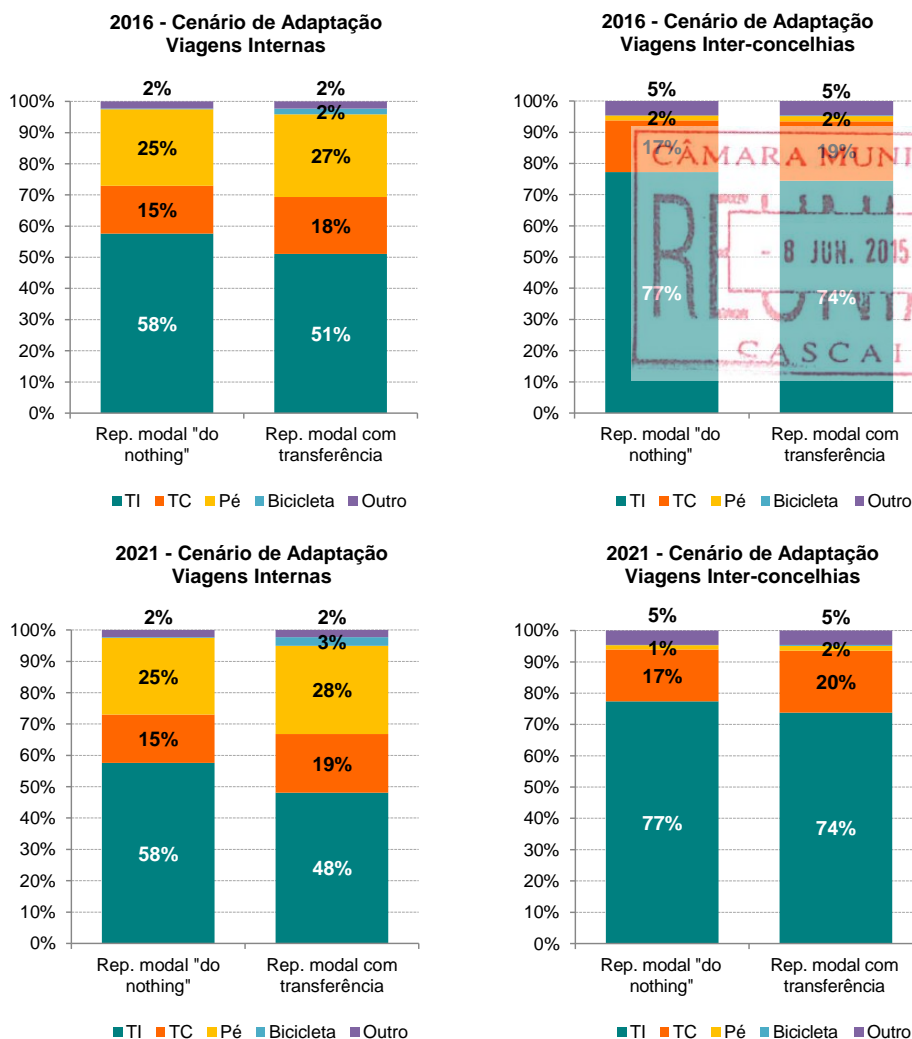 2016 - Cenário de Adaptação
Viagens Internas
2% 2%
100%
90%
80%
70%
60%
50%
40%
30%
20%
10%
0%
2%
25% 27%
15% 18%
58% 51%
Rep. modal "do
nothing"
Rep. modal com
transferência
TI TC Pé Bicicleta Outro
2016 - Cenário de Adaptação
Viagens Inter-concelhias
5% 5%
100%
90%
80%
70%
60%
50%
40%
30%
20%
10%
0%
2% 2%
17% 19%
77% 74%
CÂMARA MUNI
- 8 JUN. 2015
CASCAI
Rep. modal "do
nothing"
Rep. modal com
transferência
TI TC Pé Bicicleta Outro
2021 - Cenário de Adaptação
Viagens Internas
2% 2%
100%
90%
80%
70%
60%
50%
40%
30%
20%
10%
0%
3%
25% 28%
15% 19%
58% 48%
Rep. modal "do
nothing"
Rep. modal com
transferência
TI TC Pé Bicicleta Outro
2021 - Cenário de Adaptação
Viagens Inter-concelhias
5% 5%
100%
90%
80%
70%
60%
50%
40%
30%
20%
10%
0%
1% 2%
17% 20%
77% 74%
Rep. modal "do
nothing"
Rep. modal com
transferência
TI TC Pé Bicicleta Outro